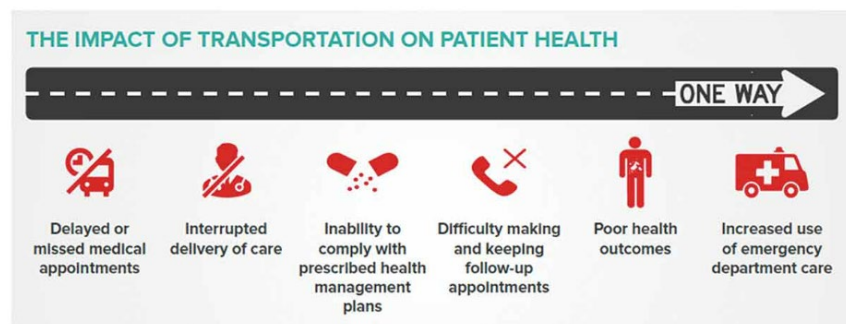 THE IMPACT OF TRANSPORTATION ON PATIENT HEALTH
ONE WAY
Delayed or
missed medical
appointments
Interrupted
delivery of care
Inability to
comply with
prescribed health
management
plans
Difficulty making
and keeping
follow-up
appointments
Poor health
outcomes
Increased use
of emergency
department care